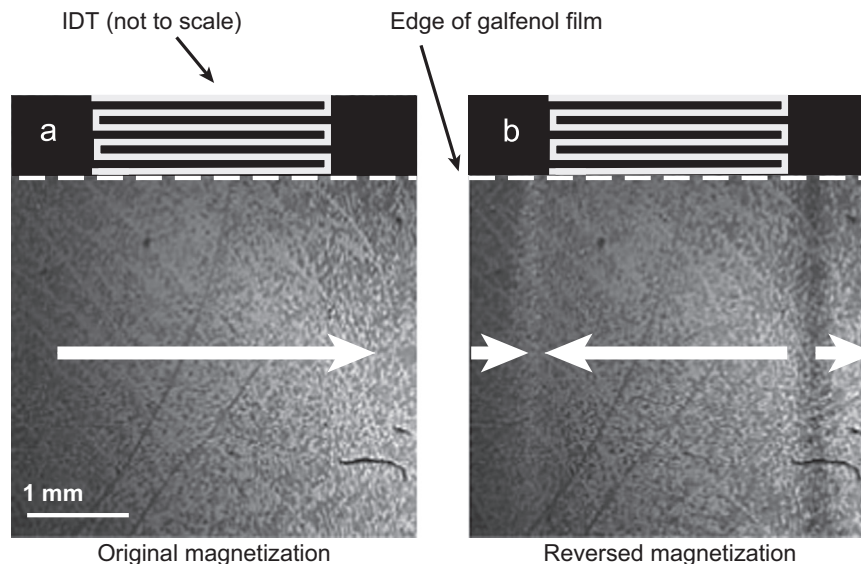 IDT (not to scale)
Edge of galfenol film
a
b
1 mm
Original magnetization
Reversed magnetization